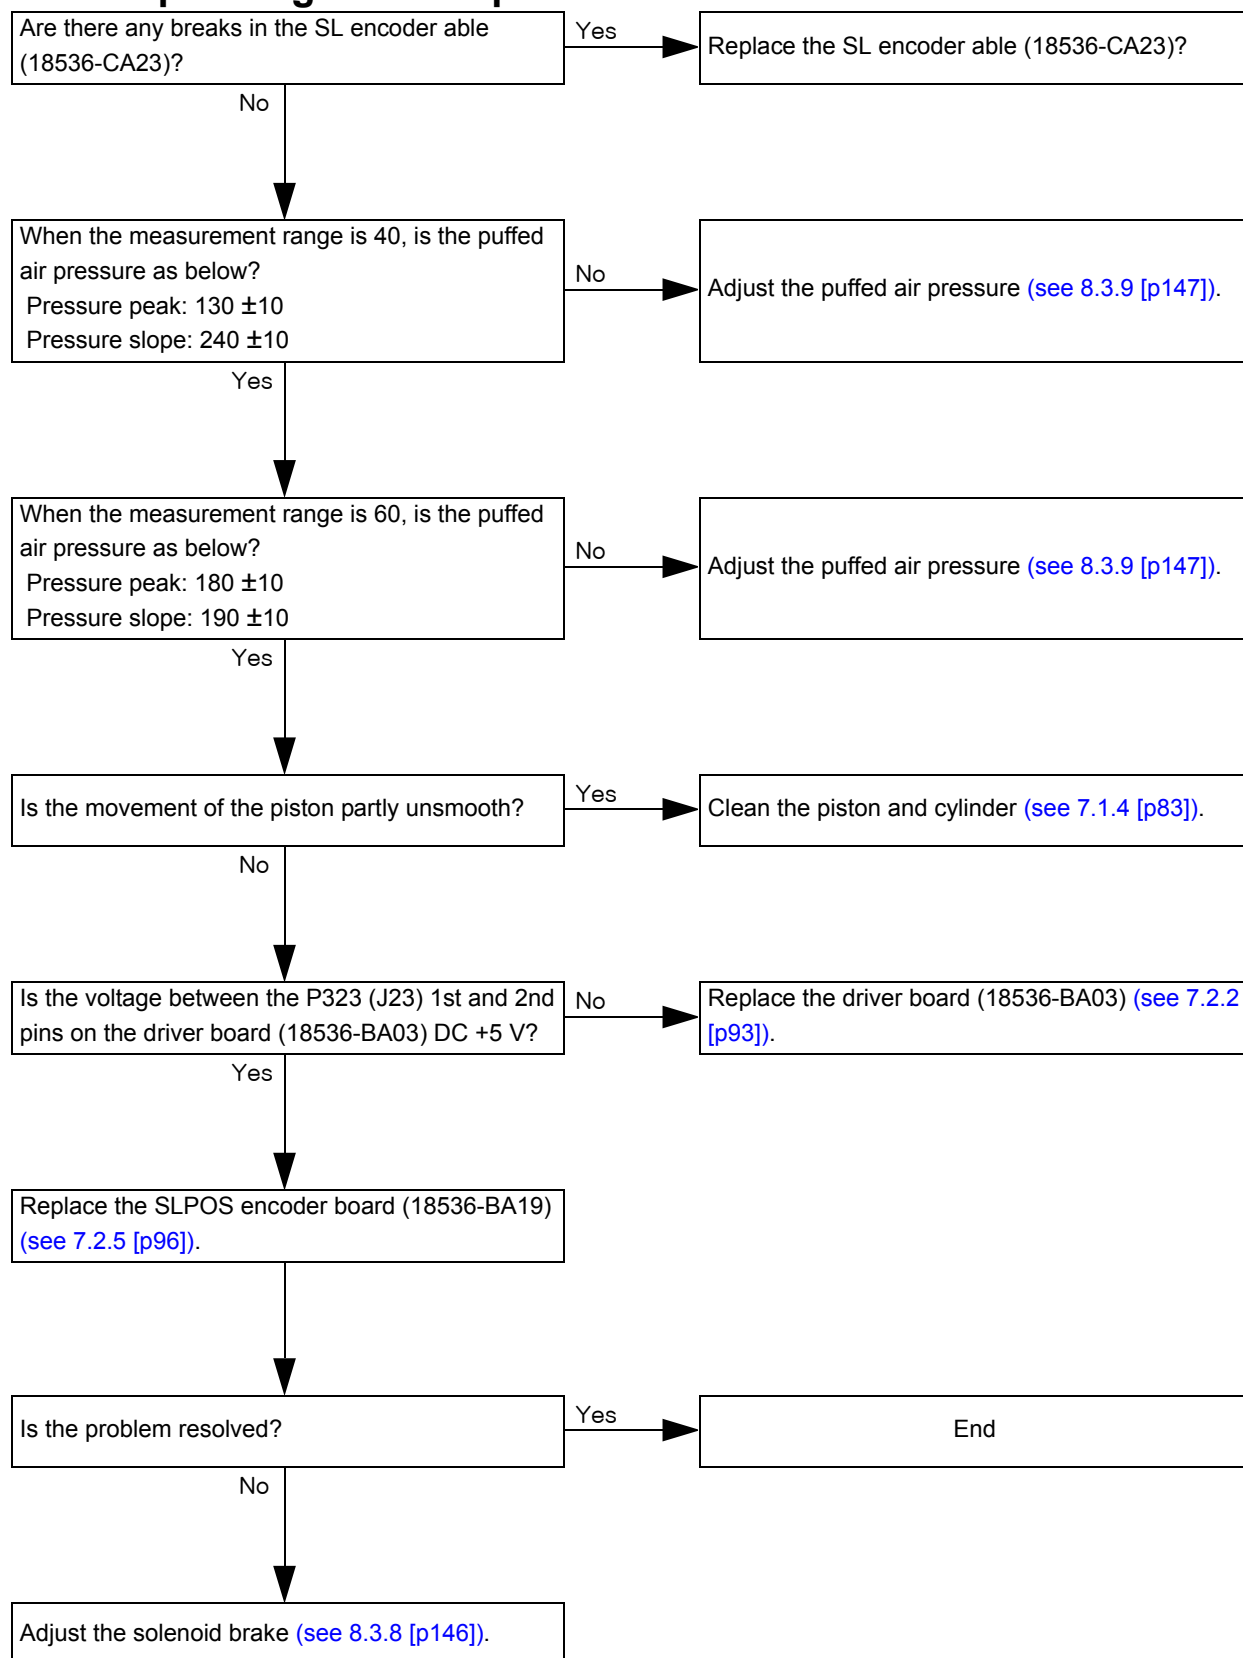 Are there any breaks in the SL encoder able
(18536-CA23)?
Yes
Replace the SL encoder able (18536-CA23)?
No
When the measurement range is 40, is the puffed
air pressure as below?
Pressure peak: 130 ±10
Pressure slope: 240 ±10
No
Adjust the puffed air pressure (see 8.3.9 [p147]).
Yes
When the measurement range is 60, is the puffed
air pressure as below?
Pressure peak: 180 ±10
Pressure slope: 190 ±10
No
Adjust the puffed air pressure (see 8.3.9 [p147]).
Yes
Is the movement of the piston partly unsmooth?
Yes
Clean the piston and cylinder (see 7.1.4 [p83]).
No
Is the voltage between the P323 (J23) 1st and 2nd
pins on the driver board (18536-BA03) DC +5 V?
No
Replace the driver board (18536-BA03) (see 7.2.2
[p93]).
Yes
Replace the SLPOS encoder board (18536-BA19)
(see 7.2.5 [p96]).
Is the problem resolved?
Yes
End
No
Adjust the solenoid brake (see 8.3.8 [p146]).